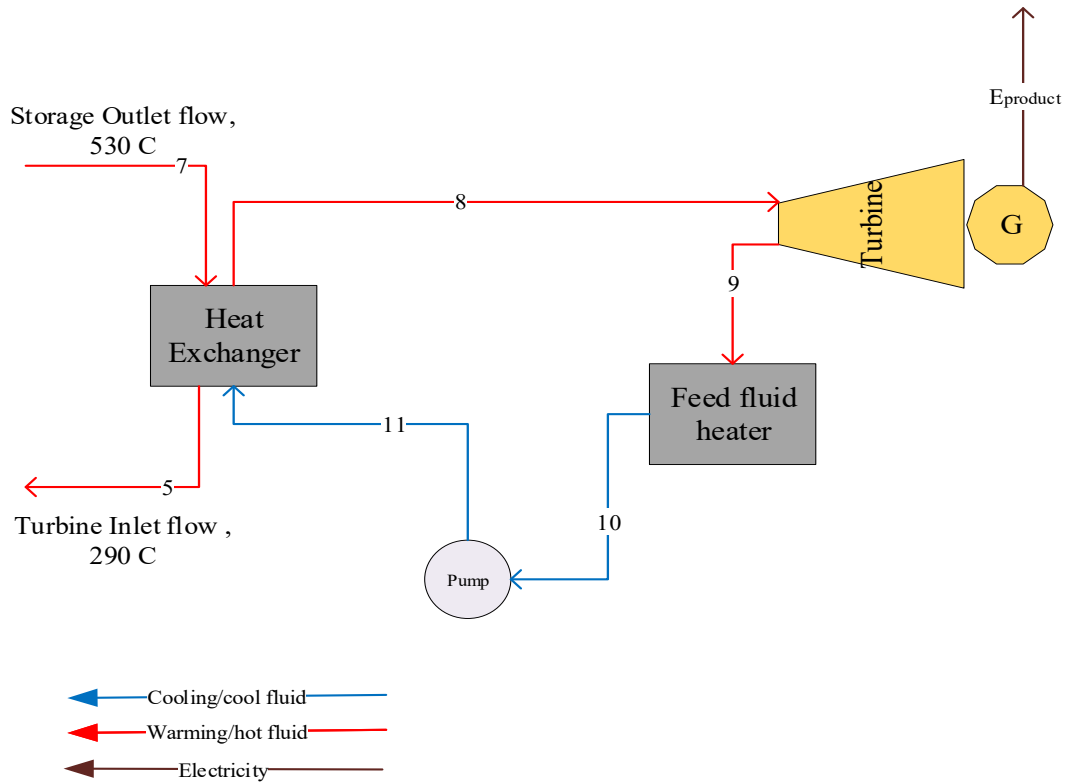 Eproduct
Storage Outlet flow,
530 C
7
8
Turbine
G
9
Heat
Exchanger
Feed fluid
heater
11
5
10
Turbine Inlet flow ,
290 C
Pump
Cooling/cool fluid
Warming/hot fluid
Electricity